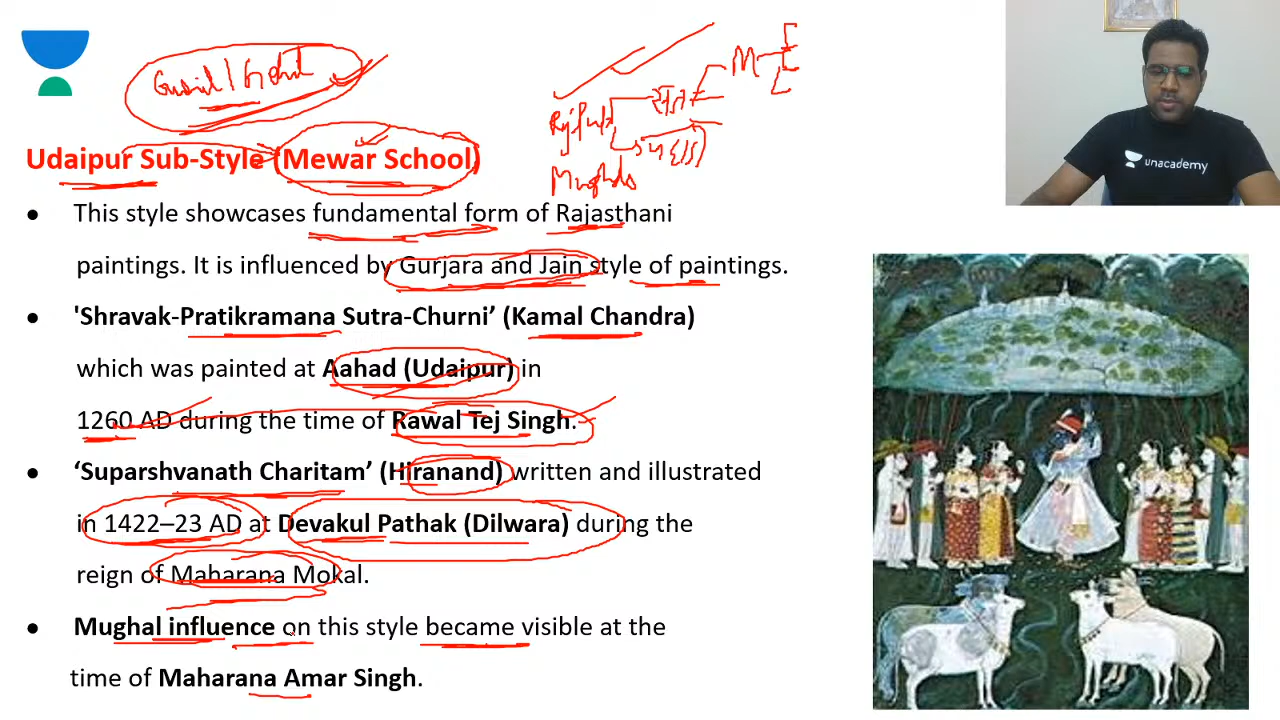 Udaipur Sub-Style (Mewar School)
unacademy
● This style showcases fundamental form of Rajasthani
paintings. It is influenced by Gurjara and Jain style of paintings.
● 'Shravak-Pratikramana Sutra-Churni’ (Kamal Chandra)
which was painted at Aahad (Udaipur) in
1260 AD during the time of Rawal Tej Singh.
● ‘Suparshvanath Charitam’ (Hiranand) written and illustrated
in 1422–23 AD at Devakul Pathak (Dilwara) during the
reign of Maharana Mokal.
● Mughal influence on this style became visible at the
time of Maharana Amar Singh.